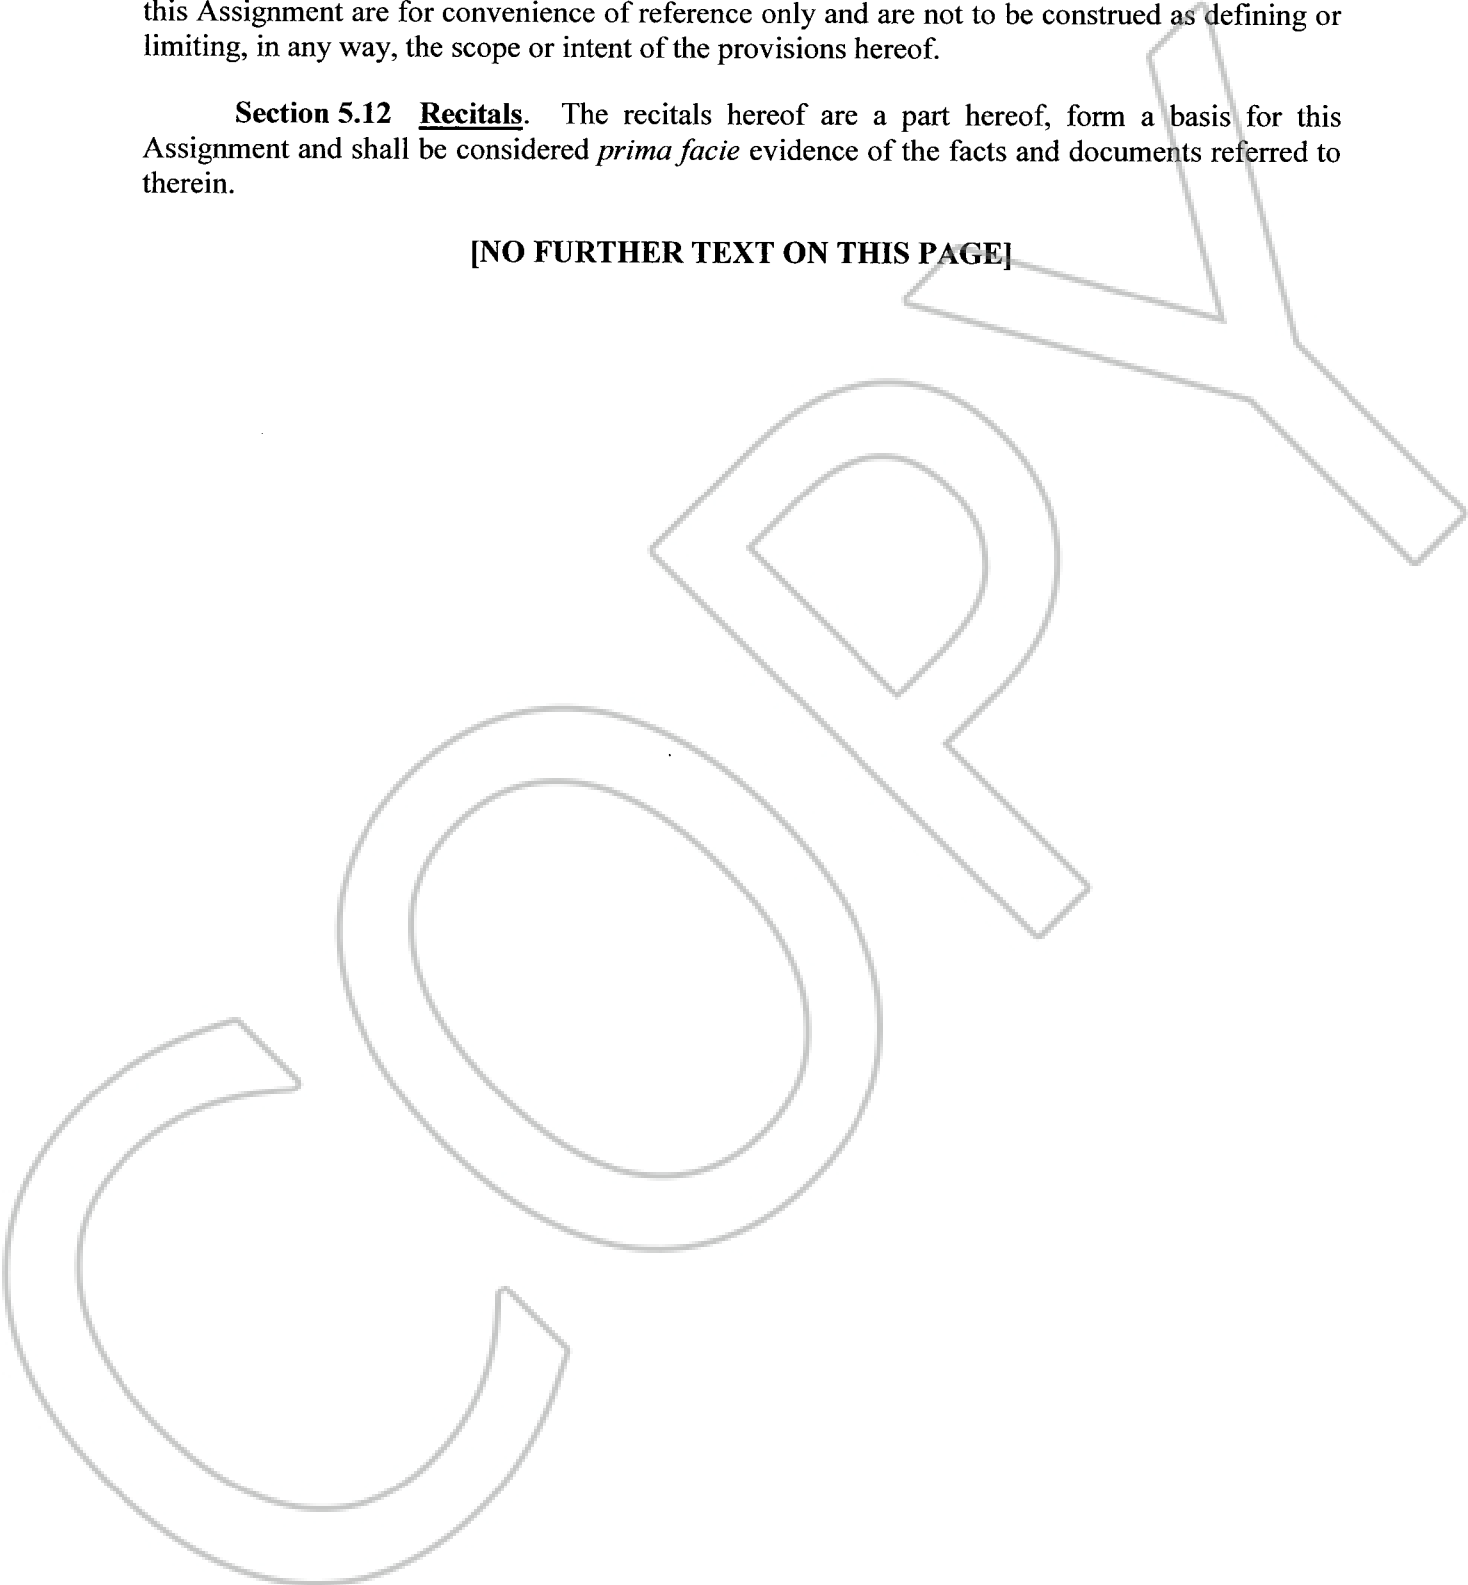 this Assignment are for convenience of reference only and are not to be construed as defining or
limiting, in any way, the scope or intent of the provisions hereof.
Section 5.12 Recitals. The recitals hereof are a part hereof, form a basis for this
Assignment and shall be considered prima facie evidence of the facts and documents referred to
therein.
[NO FURTHER TEXT ON THIS PAGE]
COPY